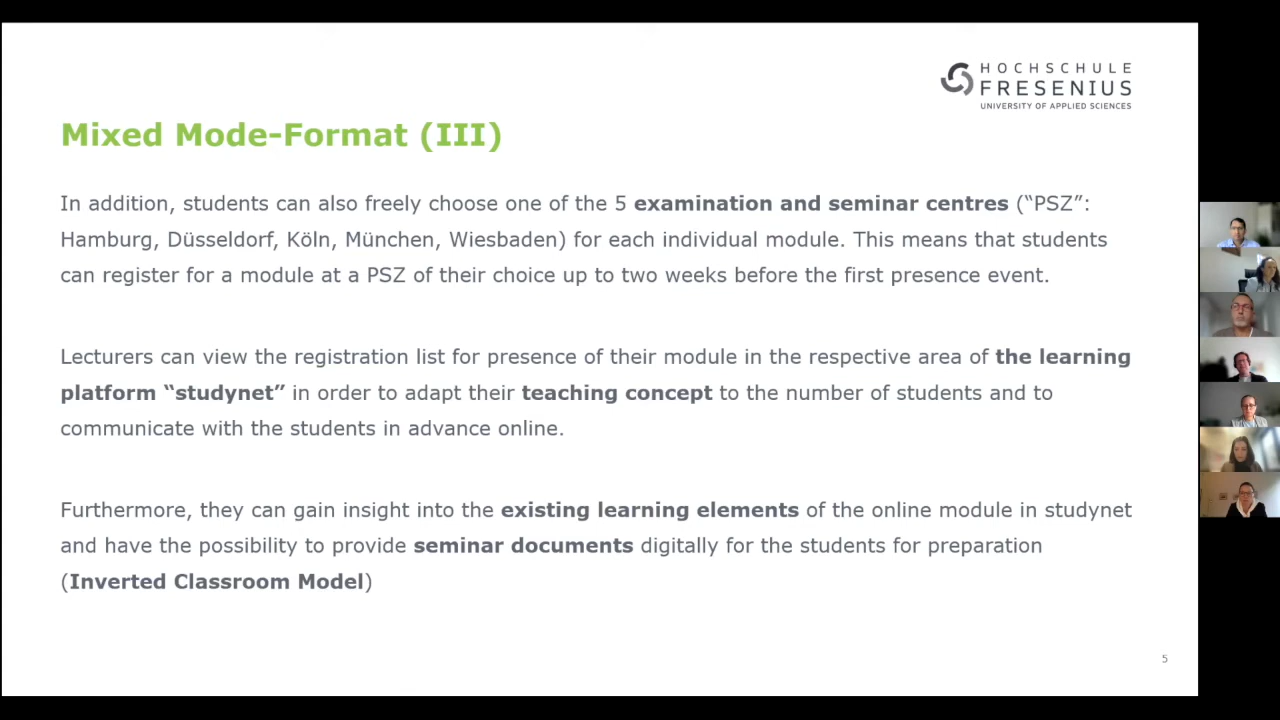 HOCHSCHULE
FRESENIUS
UNIVERSITY OF APPLIED SCIENCES
Mixed Mode-Format (III)
In addition, students can also freely choose one of the 5 examination and seminar centres (“PSZ”:
Hamburg, Düsseldorf, Köln, München, Wiesbaden) for each individual module. This means that students
can register for a module at a PSZ of their choice up to two weeks before the first presence event.
Lecturers can view the registration list for presence of their module in the respective area of the learning
platform “studynet” in order to adapt their teaching concept to the number of students and to
communicate with the students in advance online.
Furthermore, they can gain insight into the existing learning elements of the online module in studynet
and have the possibility to provide seminar documents digitally for the students for preparation
(Inverted Classroom Model)
5